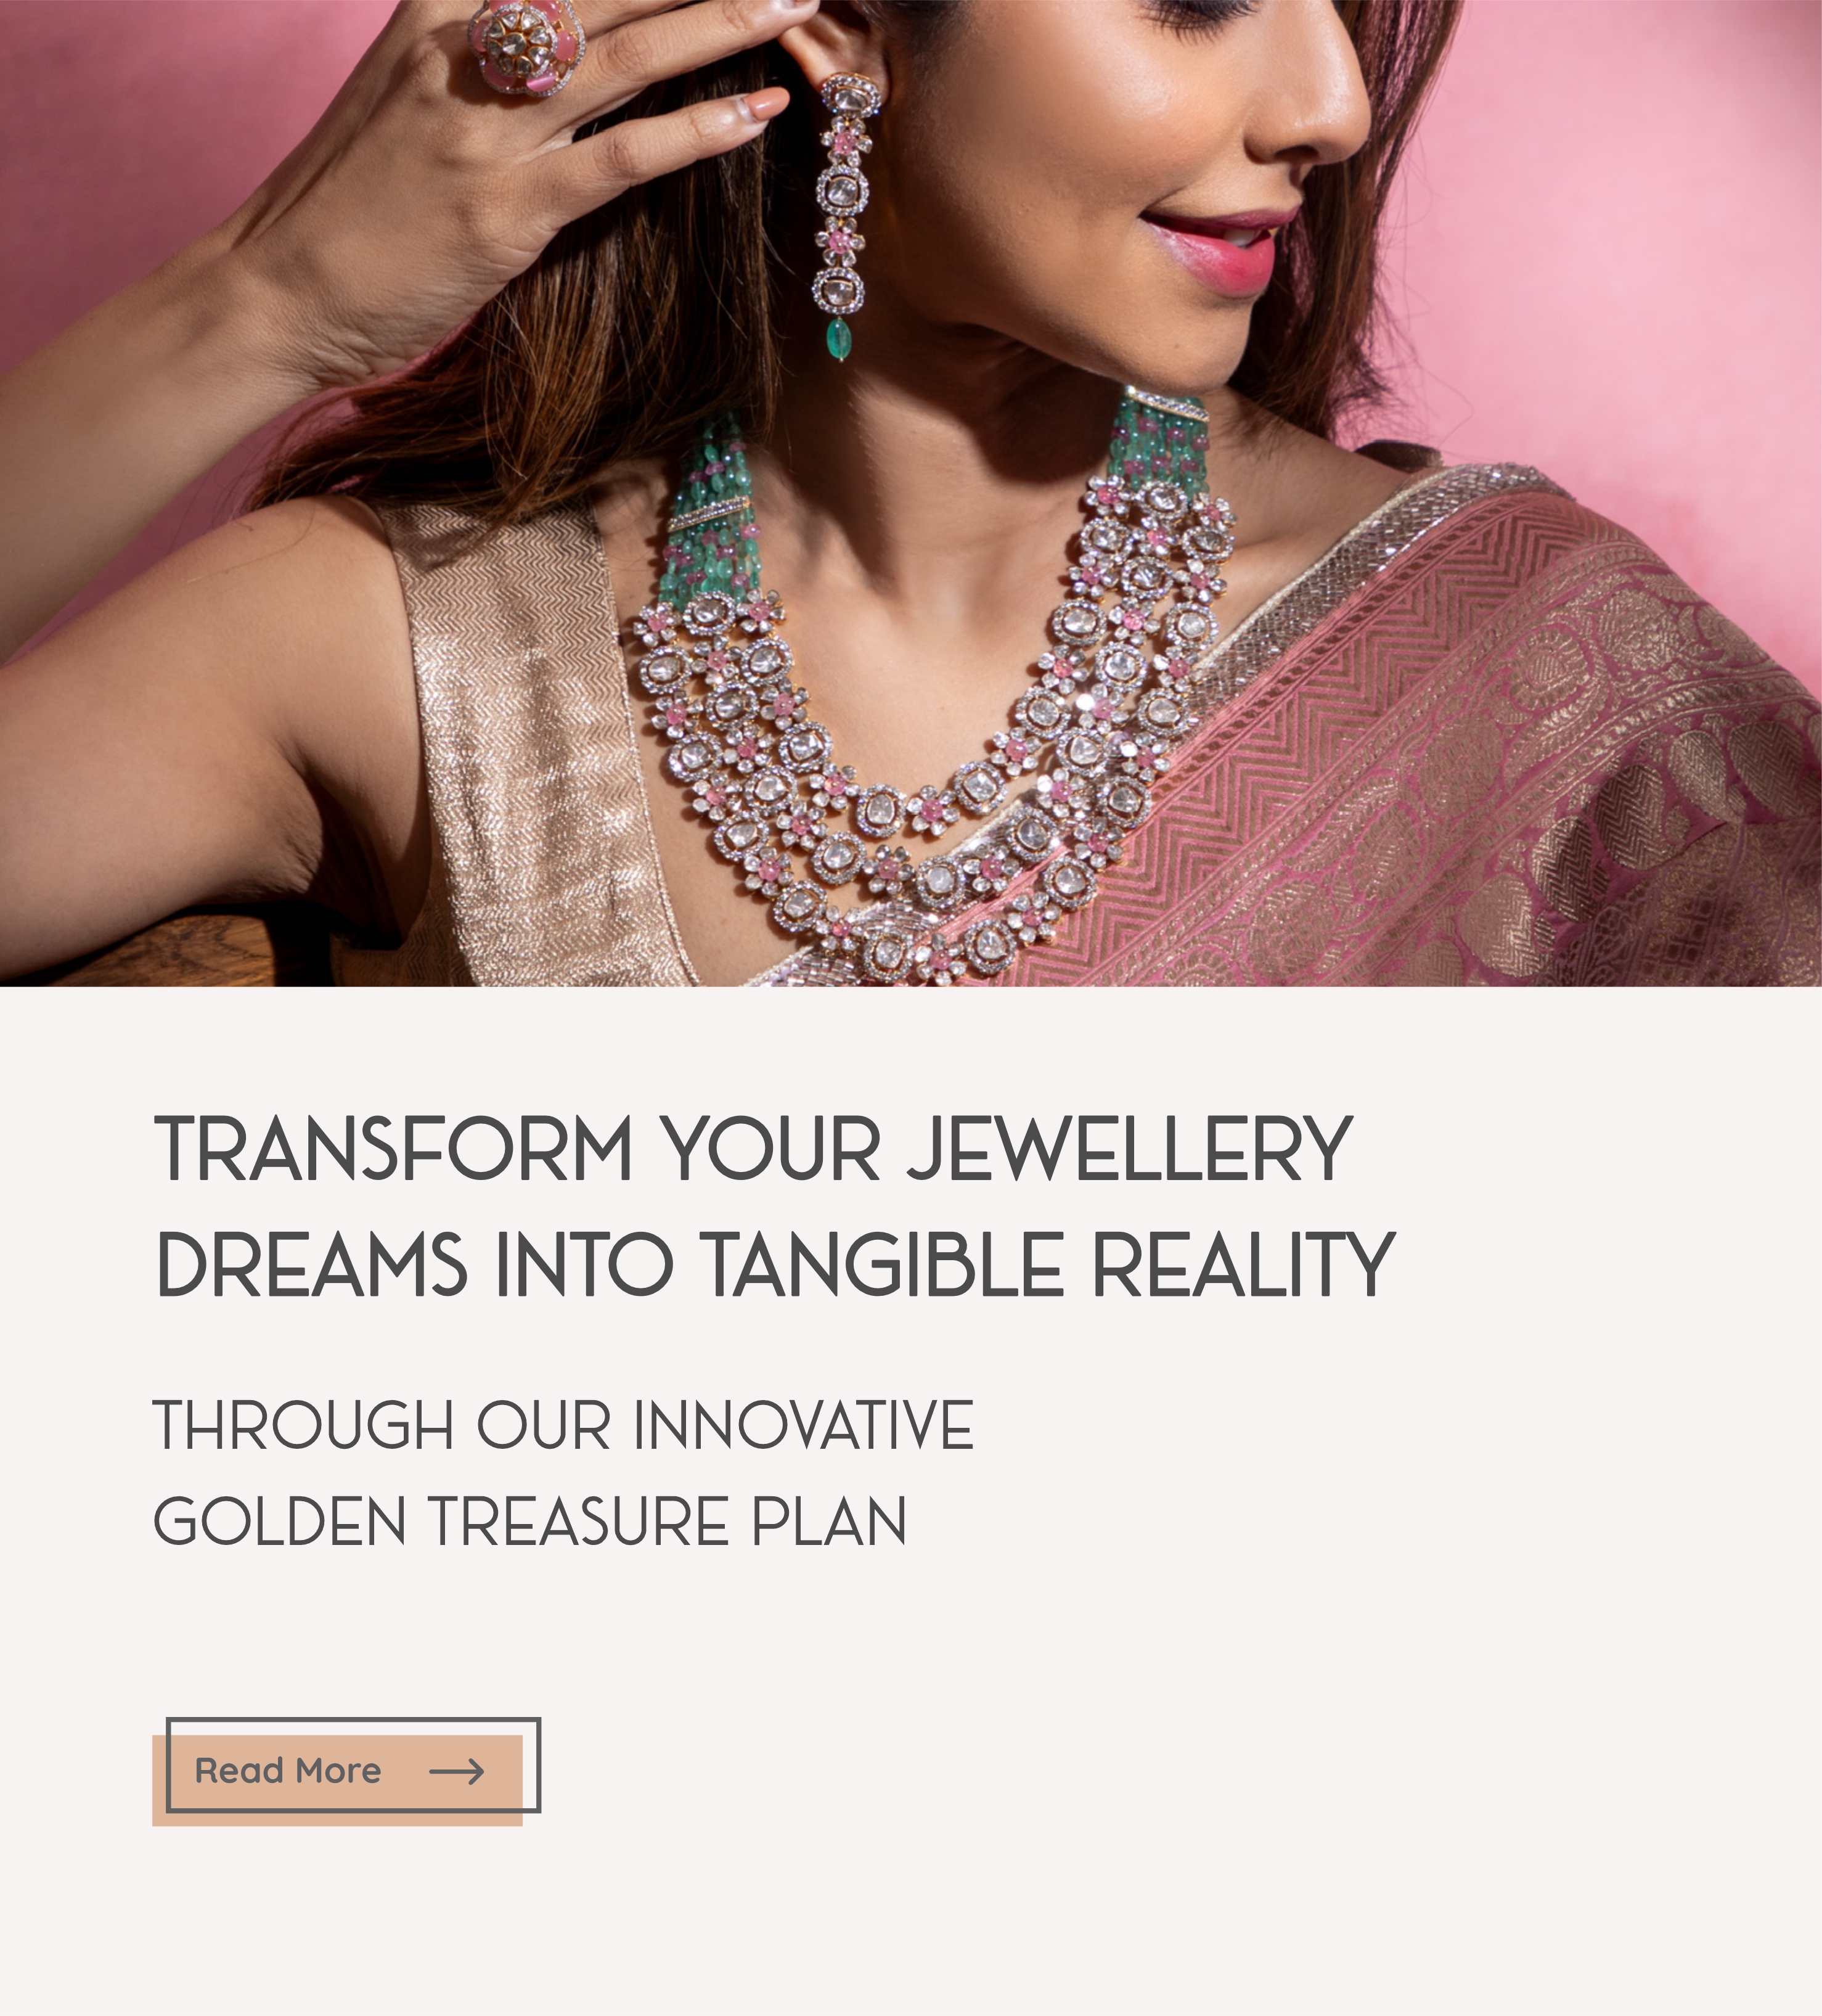 TRANSFORM YOUR JEWELLERY
DREAMS INTO TANGIBLE REALITY
THROUGH OUR INNOVATIVE
GOLDEN TREASURE PLAN
Read More